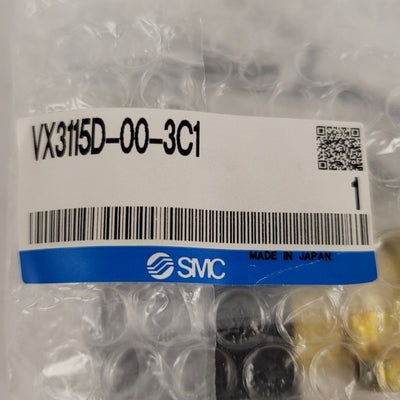 VX3115D-00-3C1
1
MADE IN JAPAN
SMC